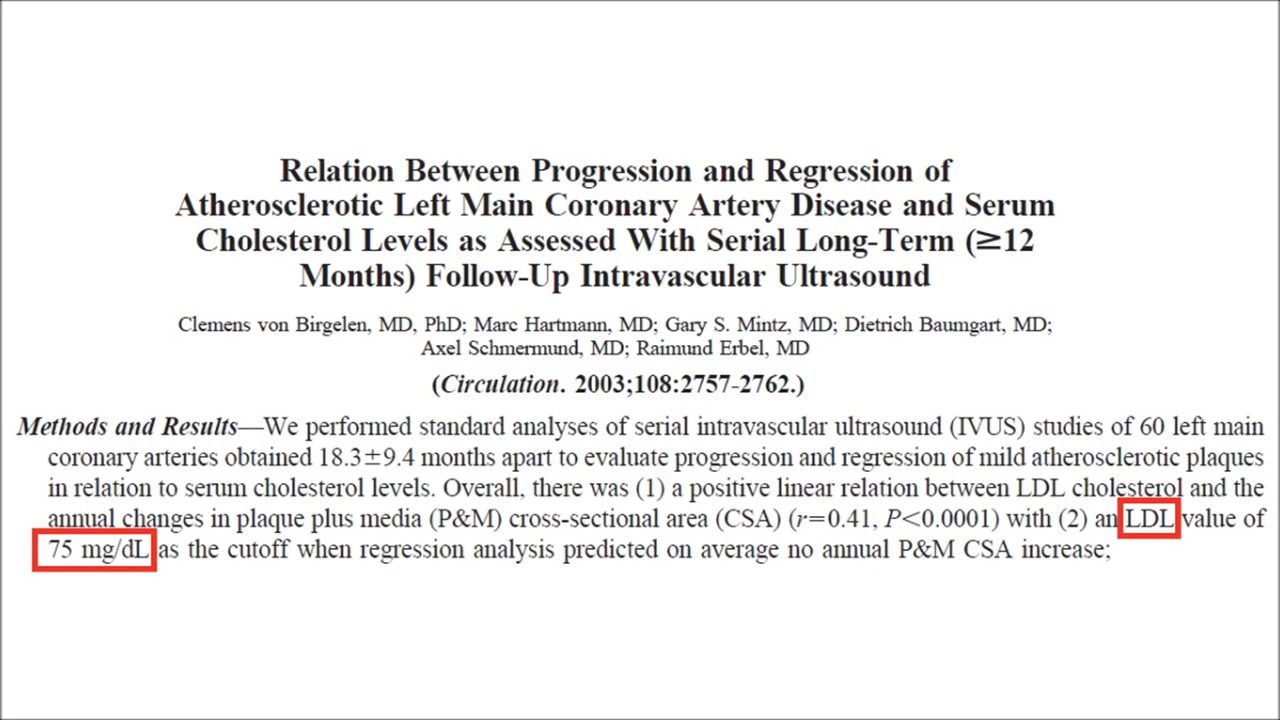 Relation Between Progression and Regression of
Atherosclerotic Left Main Coronary Artery Disease and Serum
Cholesterol Levels as Assessed With Serial Long-Term (≥12
Months) Follow-Up Intravascular Ultrasound
Clemens von Birgelen, MD, PhD; Marc Hartmann, MD; Gary S. Mintz, MD; Dietrich Baumgart, MD;
Axel Schmermund, MD; Raimund Erbel, MD
(Circulation. 2003;108:2757-2762.)
Methods and Results—We performed standard analyses of serial intravascular ultrasound (IVUS) studies of 60 left main
coronary arteries obtained 18.3±9.4 months apart to evaluate progression and regression of mild atherosclerotic plaques
in relation to serum cholesterol levels. Overall, there was (1) a positive linear relation between LDL cholesterol and the
annual changes in plaque plus media (P&M) cross-sectional area (CSA) (r=0.41, P<0.0001) with (2) an LDL value of
75 mg/dL as the cutoff when regression analysis predicted on average no annual P&M CSA increase;